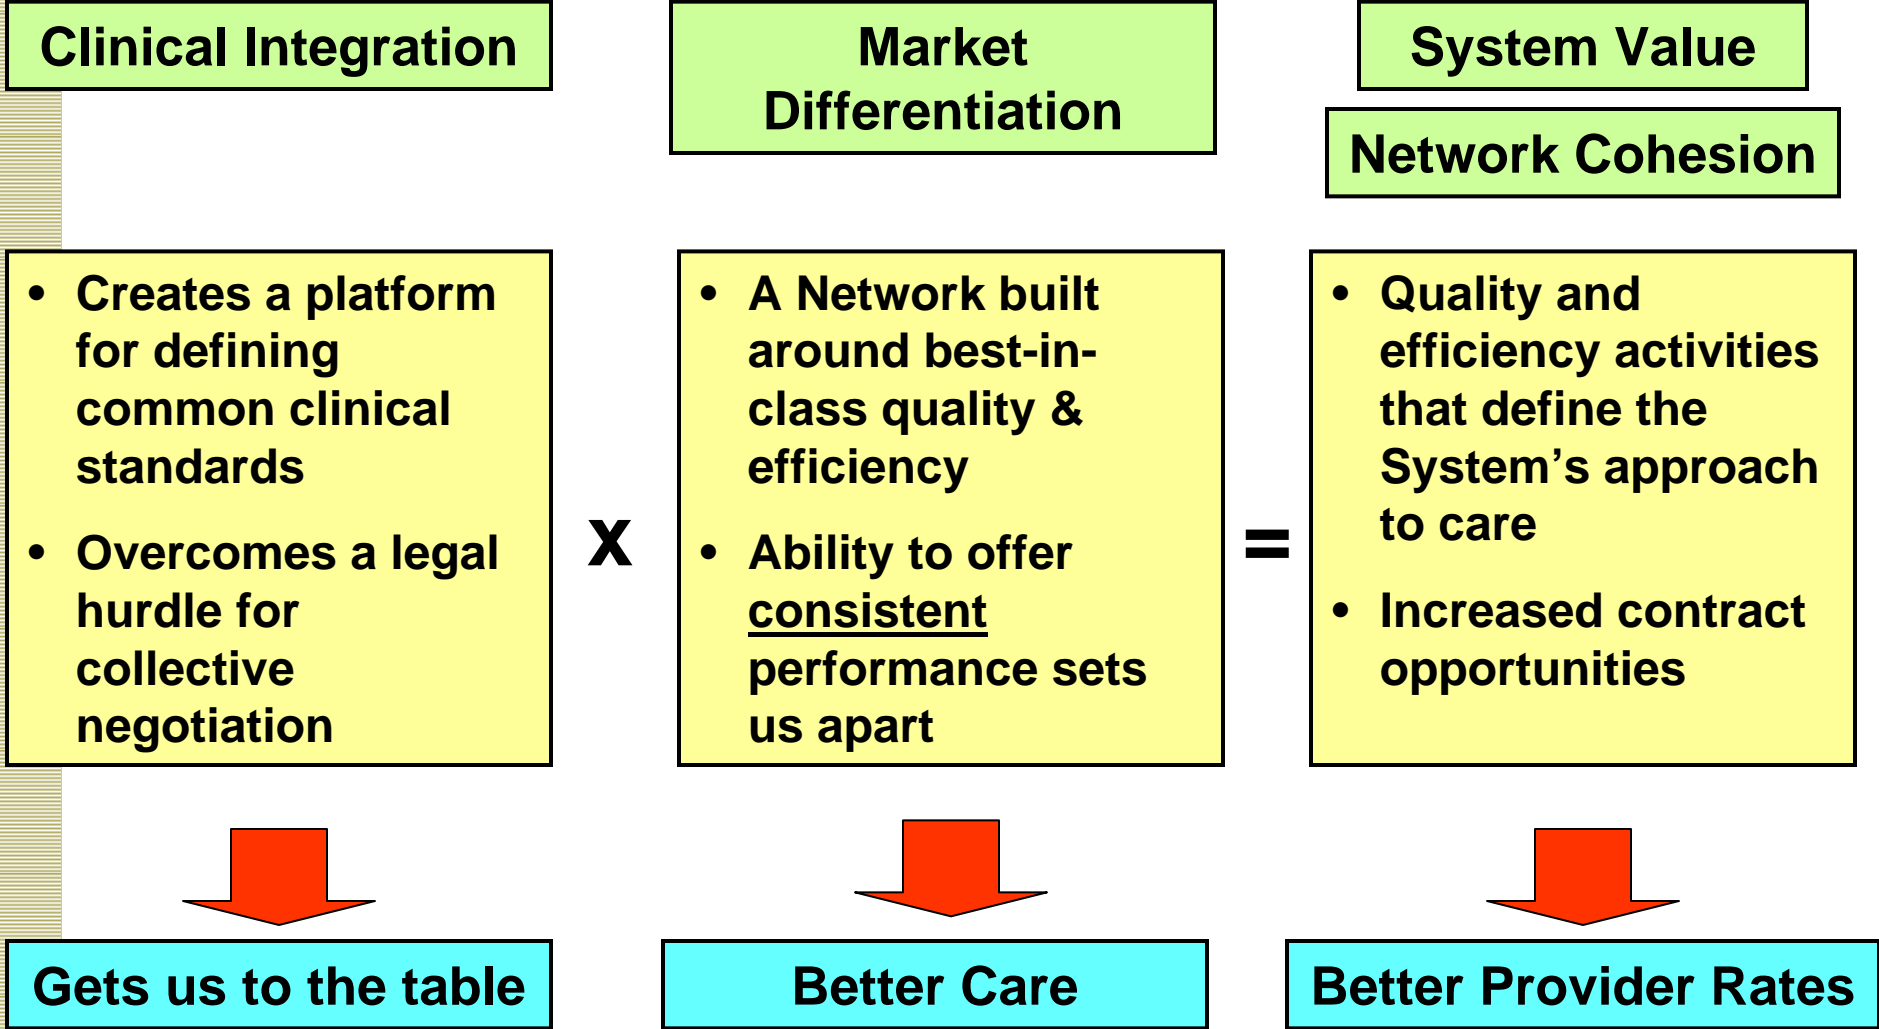 Clinical Integration
Market
Differentiation
System Value
Network Cohesion
• Creates a platform
for defining
common clinical
standards
• Overcomes a legal
hurdle for
collective
negotiation
x
• A Network built
around best-in-
class quality &
efficiency
• Ability to offer
consistent
performance sets
us apart
=
• Quality and
efficiency activities
that define the
System’s approach
to care
• Increased contract
opportunities
Gets us to the table
Better Care
Better Provider Rates